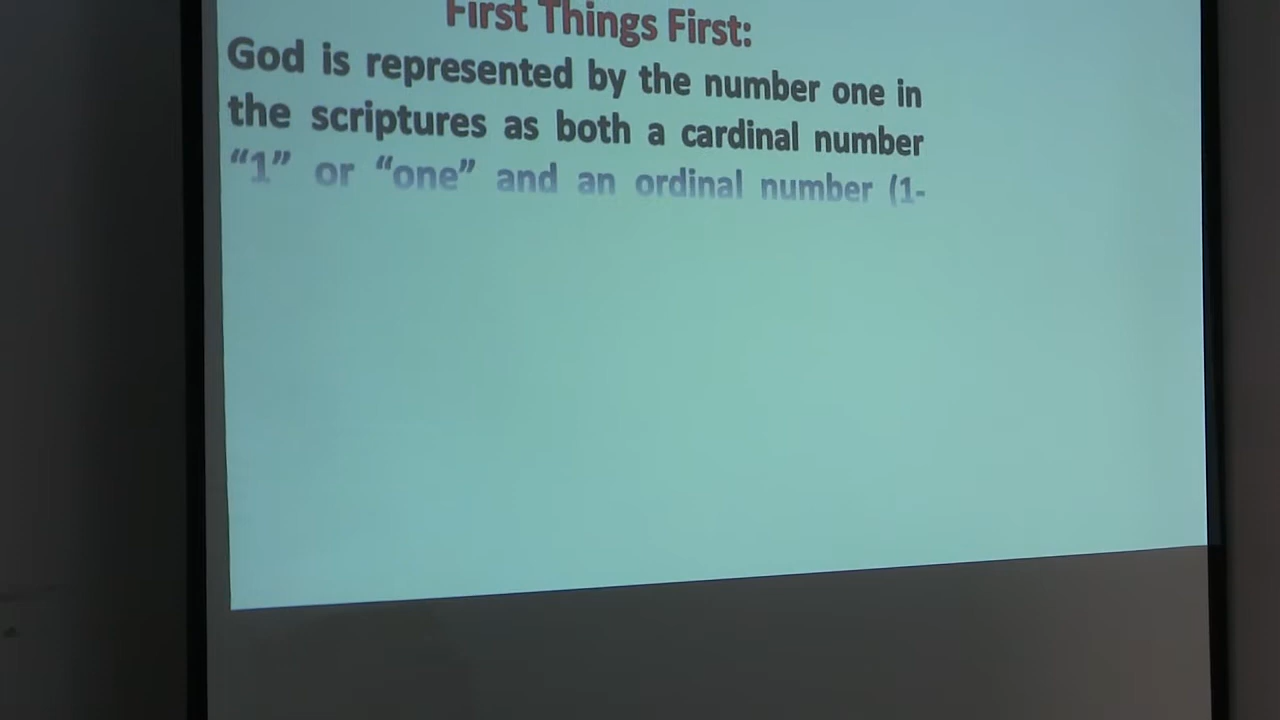 First Things First:
God is represented by the number one in
the scriptures as both a cardinal number
“1” or “one” and an ordinal number (1-